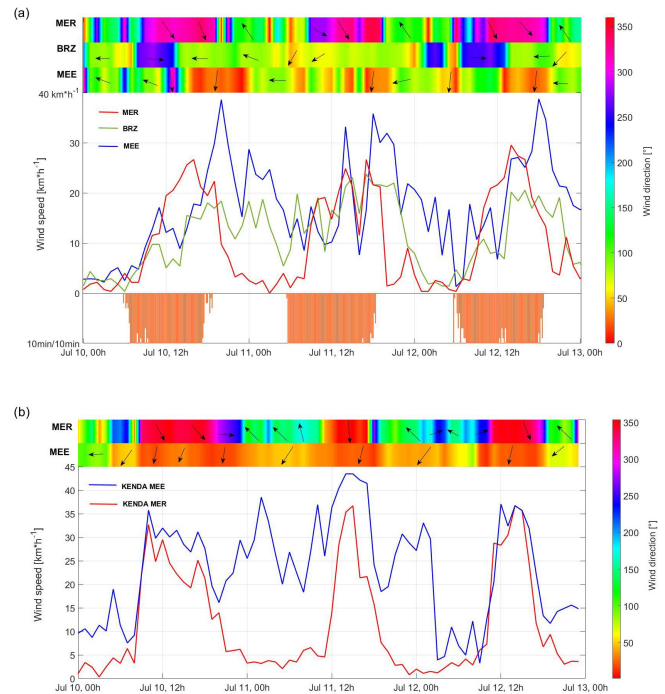 (a)
MER
BRZ
MEE
40 km*h-1
MER
BRZ
MEE
30
20
10
0
10min/10min
Wind speed [km*h-1]
Jul 10, 00h Jul 10, 12h Jul 11, 00h Jul 11, 12h Jul 12, 00h Jul 12, 12h Jul 13, 00h
350
300
250
200
150
100
50
0
Wind direction [°]
(b)
MER
MEE
45
40
35
30
25
20
15
10
5
0
KENDA MEE
KENDA MER
Wind speed [km*h-1]
Jul 10, 00h Jul 10, 12h Jul 11, 00h Jul 11, 12h Jul 12, 00h Jul 12, 12h Jul 13, 00h
350
300
250
200
150
100
50
Wind direction [°]